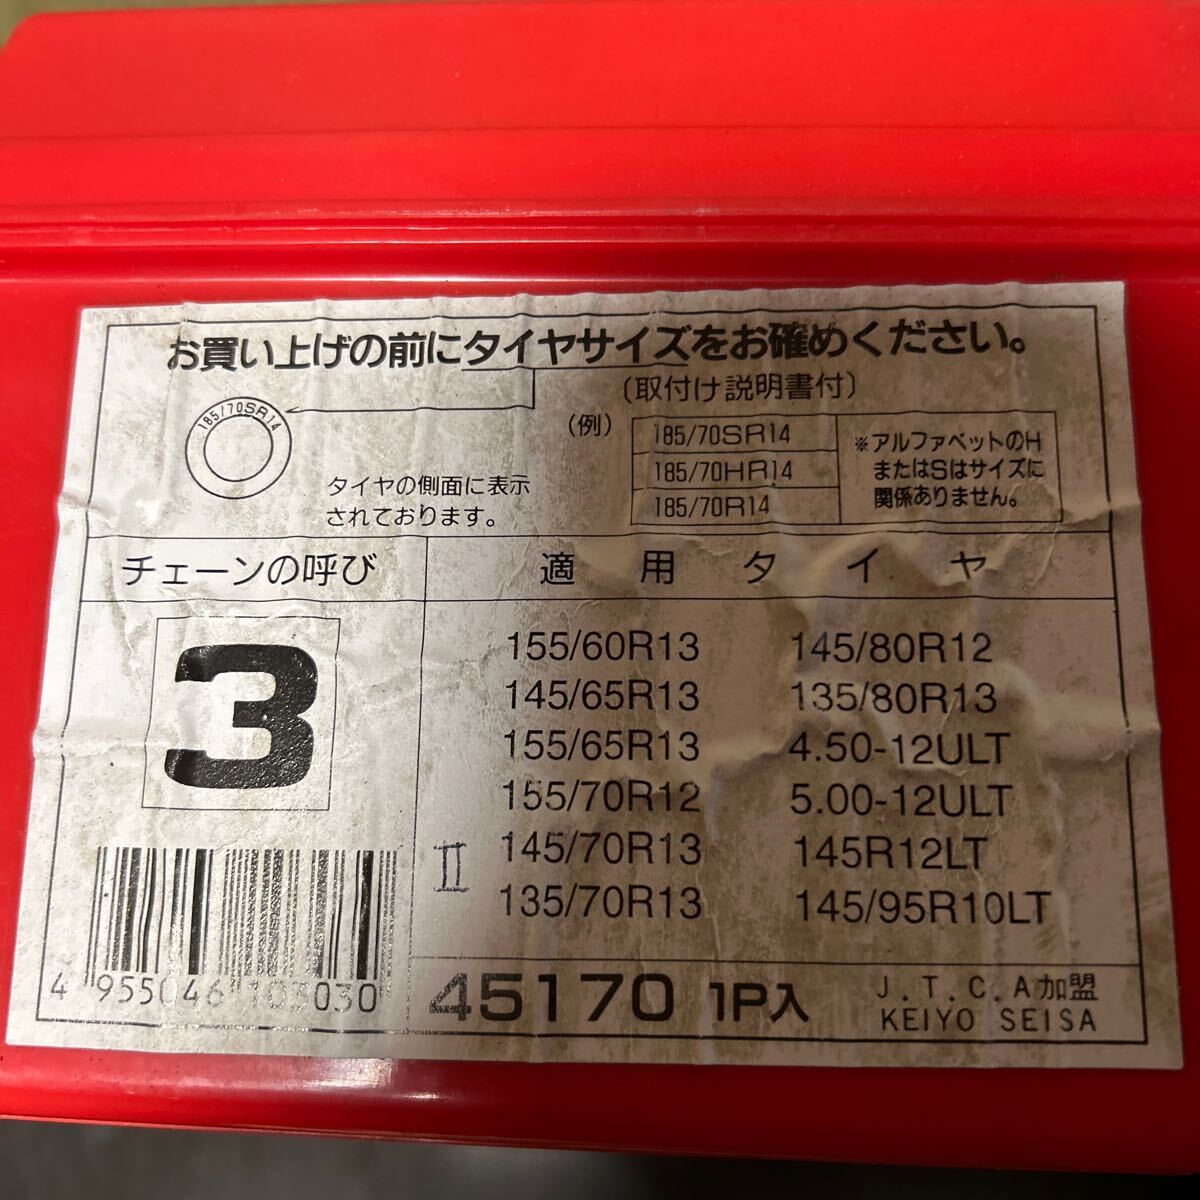 お買い上げの前にタイヤサイズをお確めください。
(取付け説明書付)
185/70SR14
タイヤの側面に表示
されております。
(例)
185/70SR14
185/70HR14
185/70R14
※アルファベットのH
またはSはサイズに
関係ありません。
チェーンの呼び
適用タイヤ
3
155/60R13 145/80R12
145/65R13 135/80R13
155/65R13 4.50-12ULT
155/70R12 5.00-12ULT
145/70R13 145R12LT
135/70R13 145/95R10LT
II
4 955046 103030
45170 1P入
J.T.C.A加盟
KEIYO SEISA